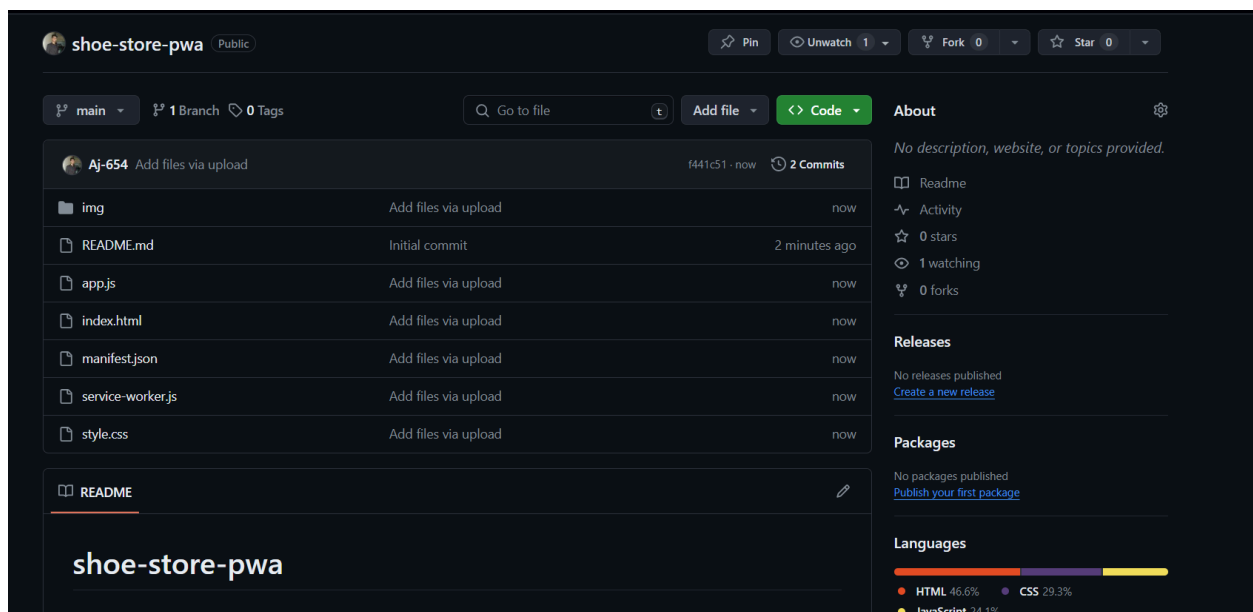 shoe-store-pwa Public
Pin
Unwatch 1
Fork 0
Star 0
main
1 Branch
0 Tags
Go to file t
Add file
<> Code
Aj-654 Add files via upload f441c51 · now 2 Commits
img Add files via upload now
README.md Initial commit 2 minutes ago
app.js Add files via upload now
index.html Add files via upload now
manifest.json Add files via upload now
service-worker.js Add files via upload now
style.css Add files via upload now
README
shoe-store-pwa
About
No description, website, or topics provided.
Readme
Activity
0 stars
1 watching
0 forks
Releases
No releases published
Create a new release
Packages
No packages published
Publish your first package
Languages
HTML 46.6% CSS 29.3%
JavaScript 24.1%